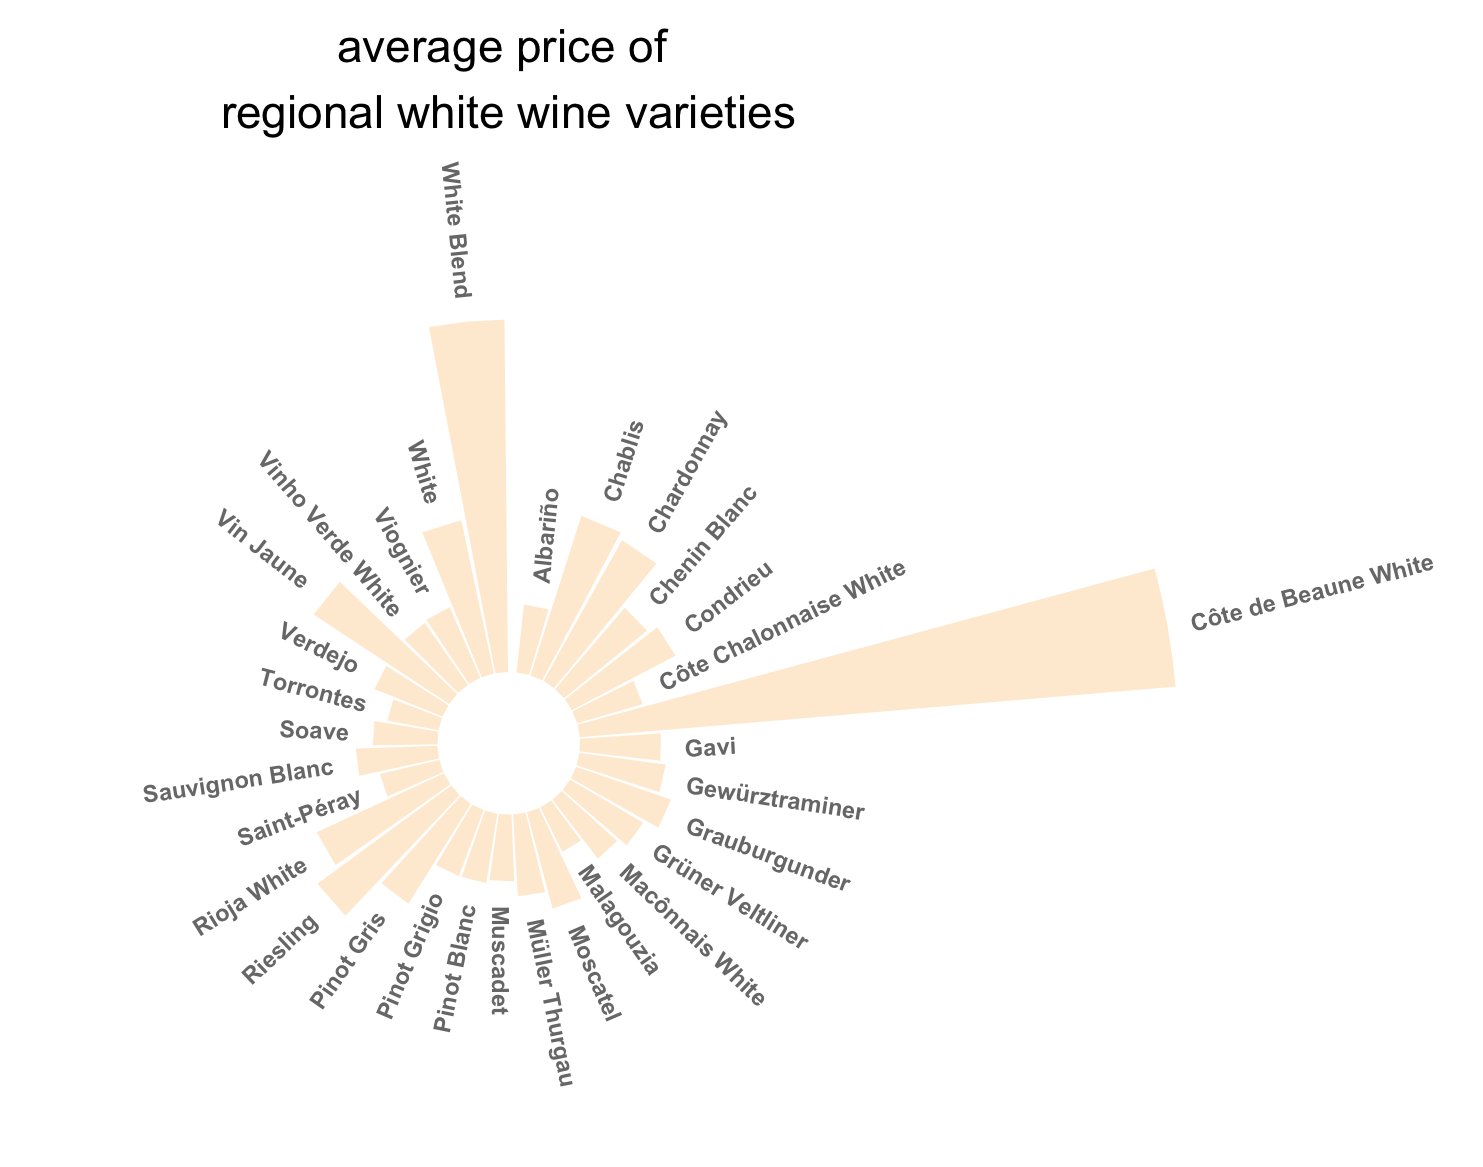 average price of
regional white wine varieties
White Blend
Albariño
Chablis
Chardonnay
Chenin Blanc
Condrieu
Côte Chalonnaise White
Côte de Beaune White
Gavi
Gewürztraminer
Grauburgunder
Grüner Veltliner
Macônnais White
Malagouzia
Moscatel
Müller Thurgau
Muscadet
Pinot Blanc
Pinot Grigio
Pinot Gris
Riesling
Rioja White
Saint-Péray
Sauvignon Blanc
Soave
Torrontes
Verdejo
Vin Jaune
Vinho Verde White
Viognier
White